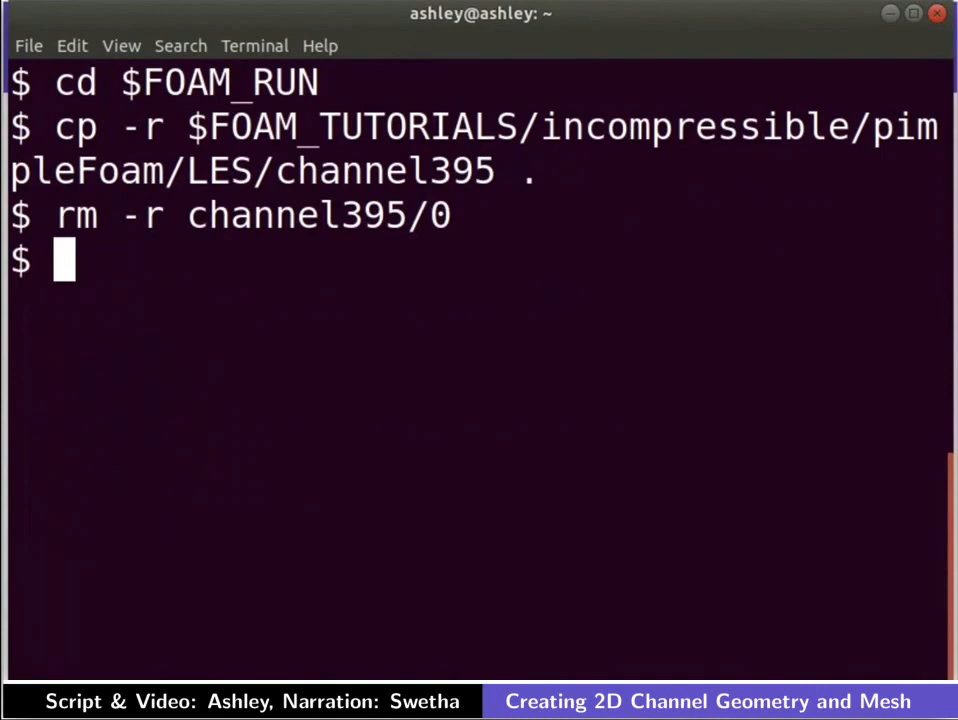 ashley@ashley: ~
File Edit View Search Terminal Help
$ cd $FOAM_RUN
$ cp -r $FOAM_TUTORIALS/incompressible/pim
pleFoam/LES/channel395 .
$ rm -r channel395/0
$
Script & Video: Ashley, Narration: Swetha Creating 2D Channel Geometry and Mesh